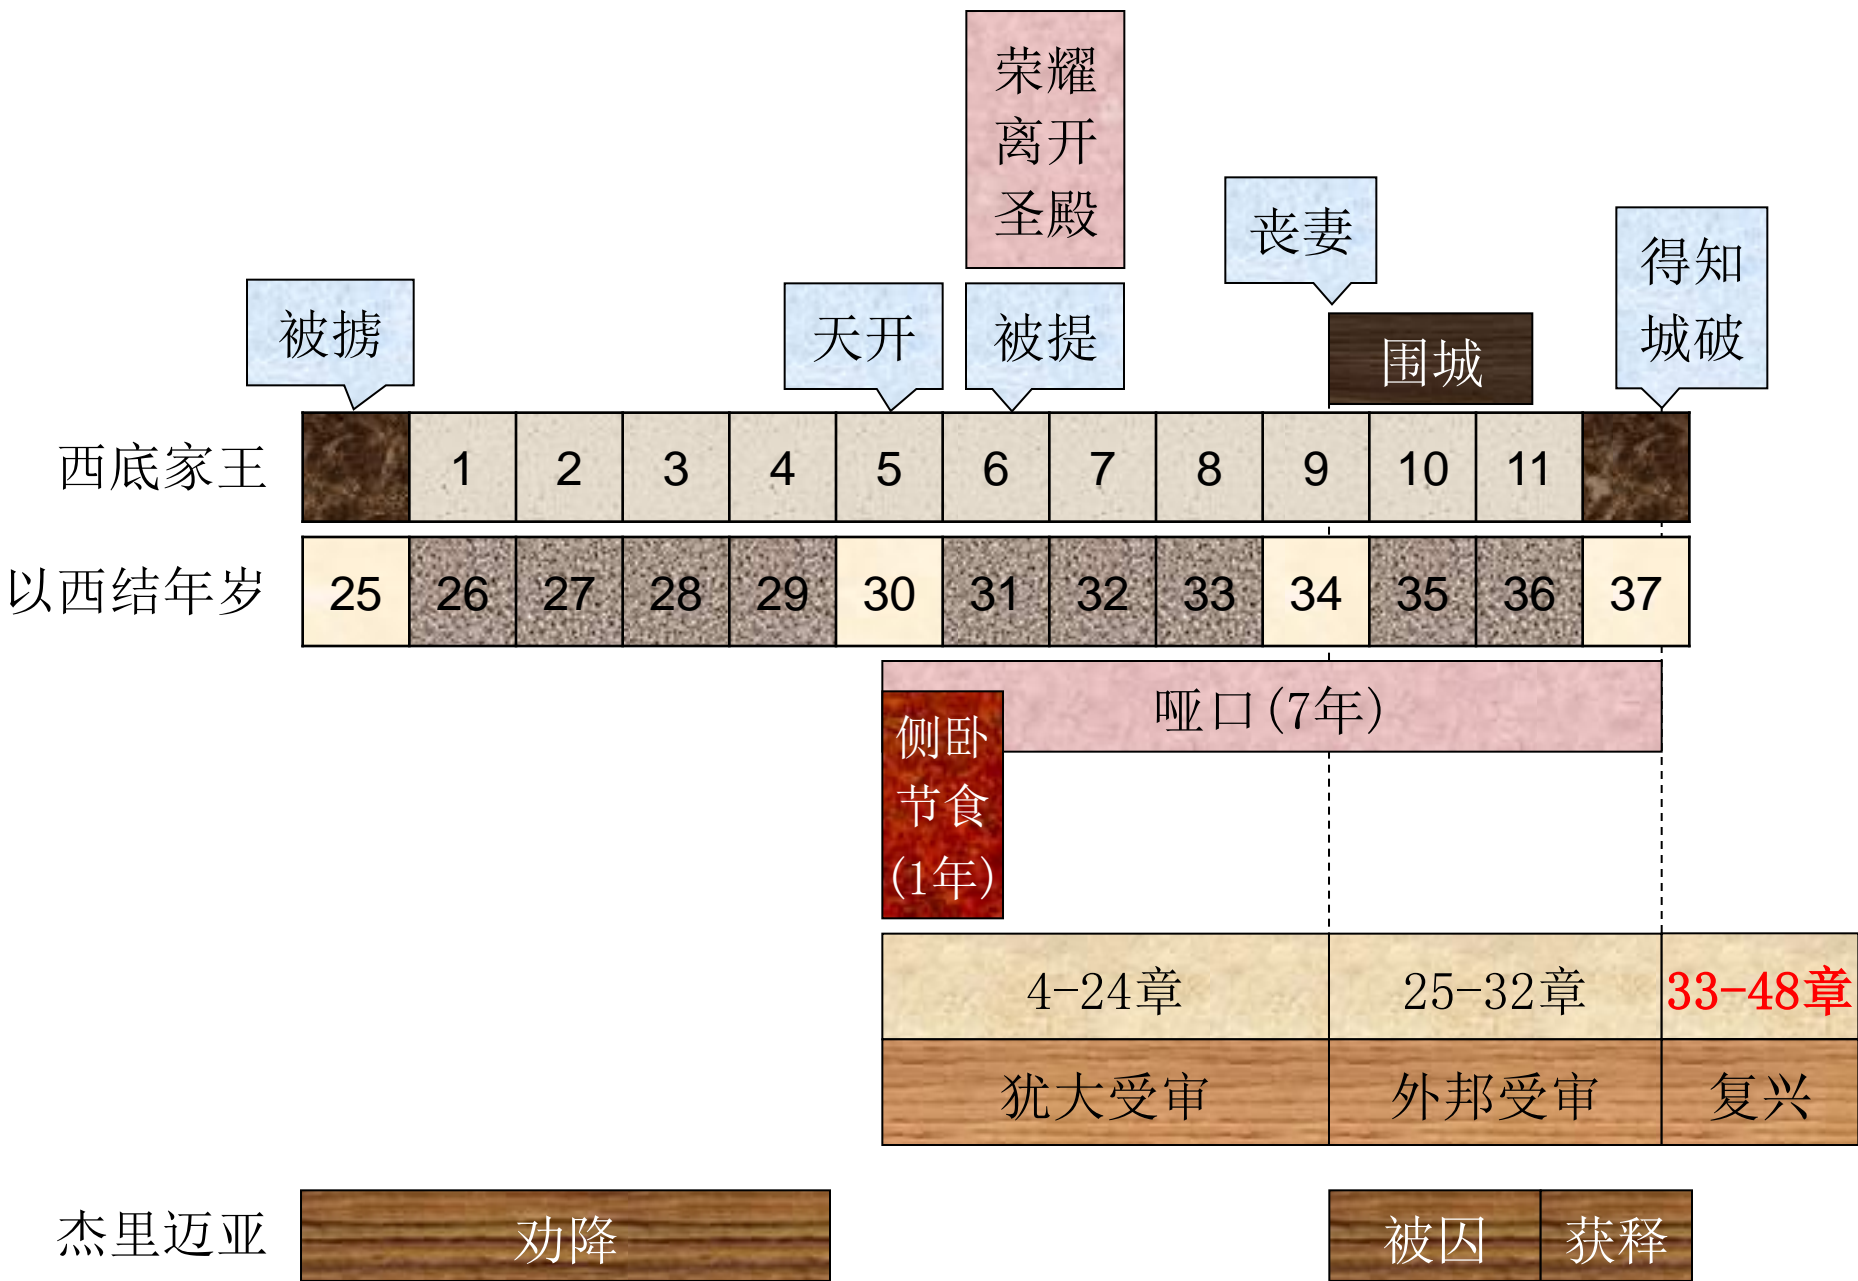 荣耀
离开
圣殿
丧妻
得知
城破
被掳
天开
被提
围城
西底家王 1 2 3 4 5 6 7 8 9 10 11
以西结年岁 25 26 27 28 29 30 31 32 33 34 35 36 37
哑口(7年)
侧卧
节食
(1年)
4-24章 25-32章 33-48章
犹大受审 外邦受审 复兴
杰里迈亚 劝降 被囚 获释